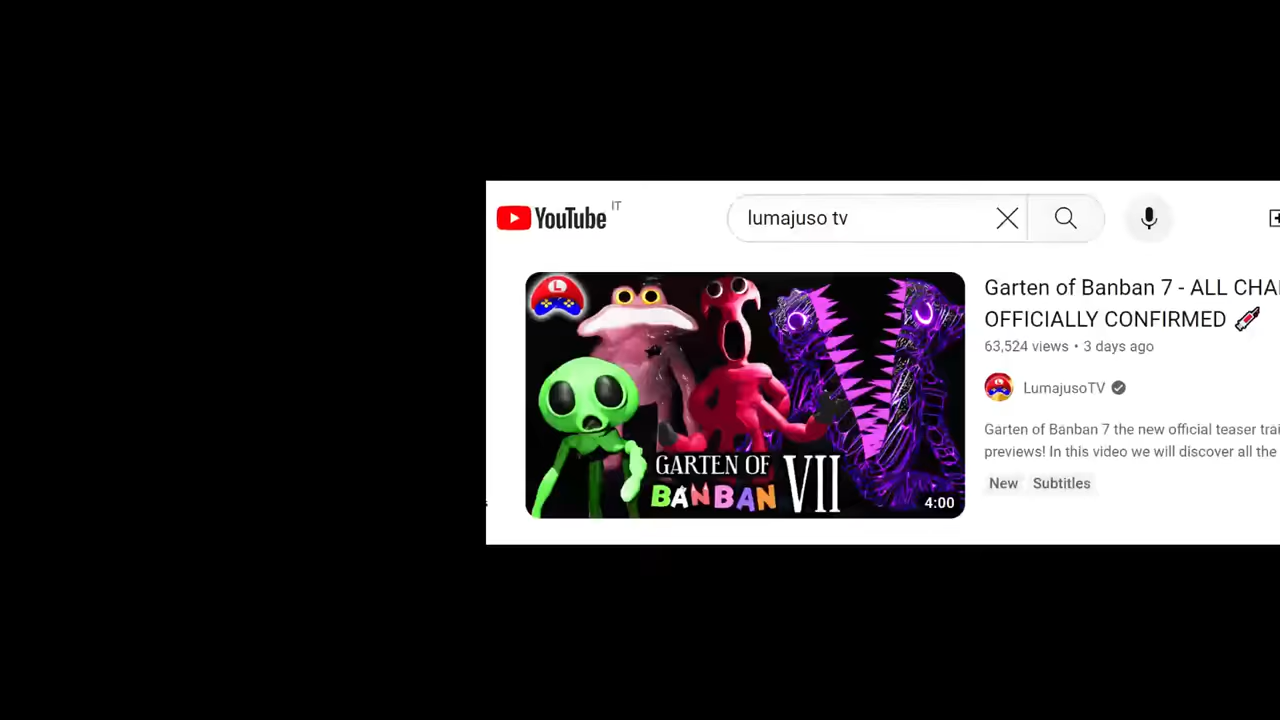 YouTube IT
lumajuso tv
L
GARTEN OF
BANBAN VII
4:00
Garten of Banban 7 - ALL CHA
OFFICIALLY CONFIRMED
63,524 views • 3 days ago
LumajusoTV
Garten of Banban 7 the new official teaser trai
previews! In this video we will discover all the
New Subtitles